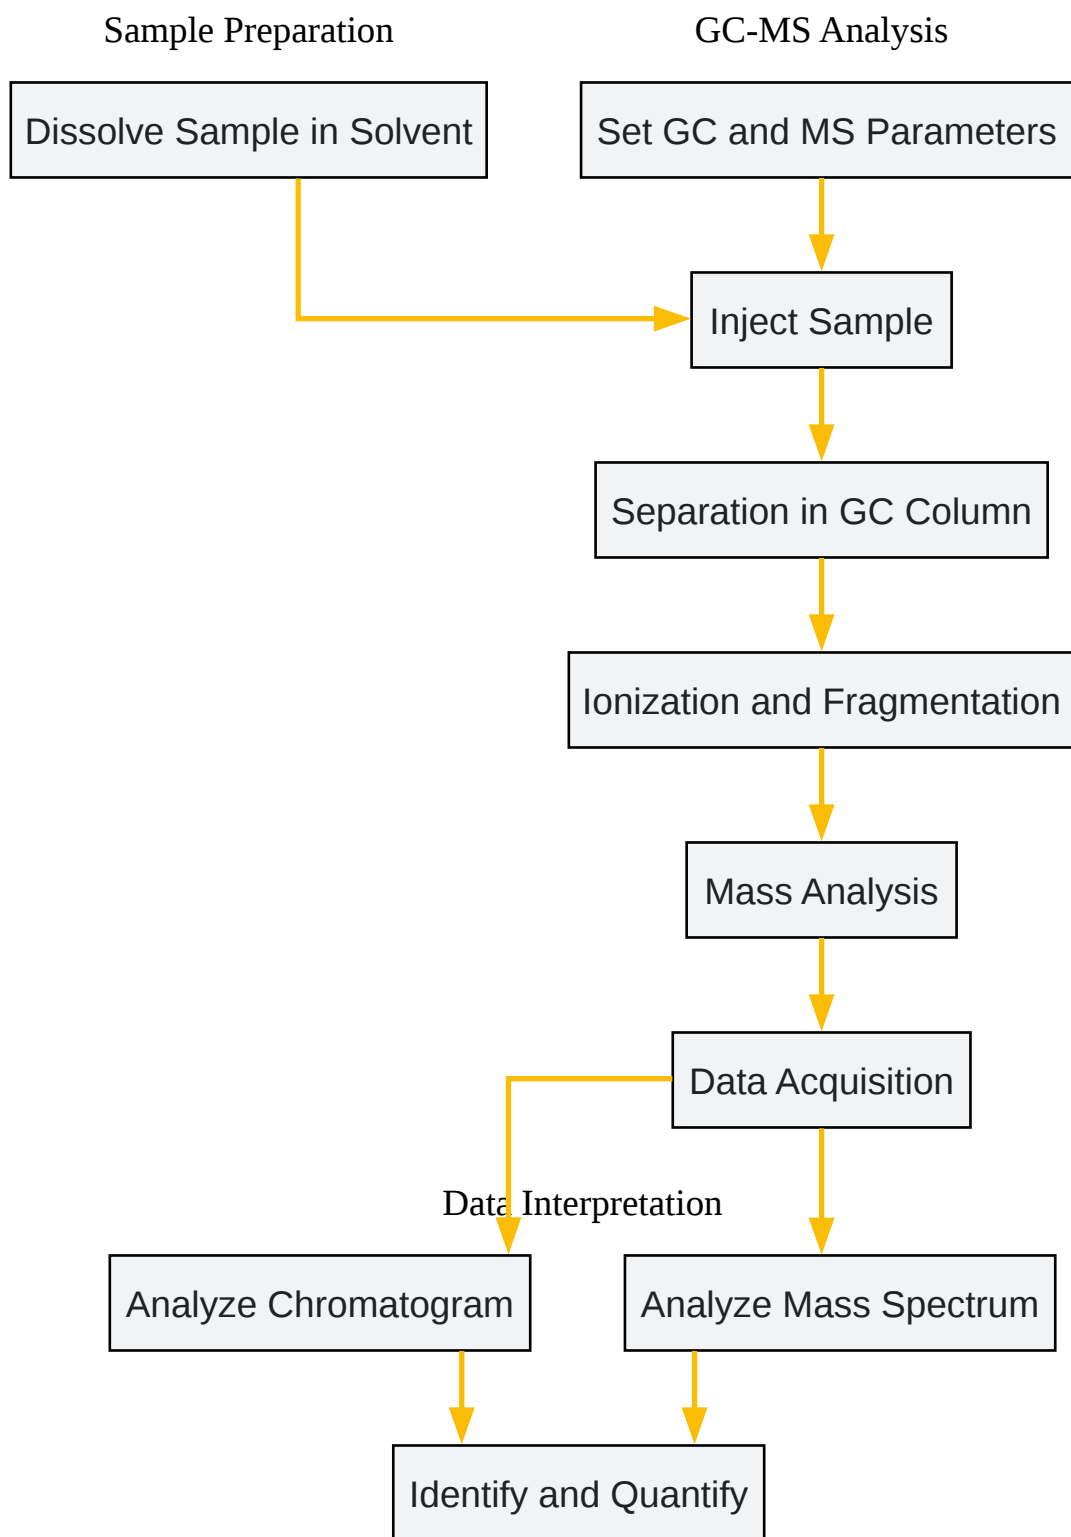 Sample Preparation
GC-MS Analysis
Dissolve Sample in Solvent
Set GC and MS Parameters
Inject Sample
Separation in GC Column
Ionization and Fragmentation
Mass Analysis
Data Acquisition
Data Interpretation
Analyze Chromatogram
Analyze Mass Spectrum
Identify and Quantify